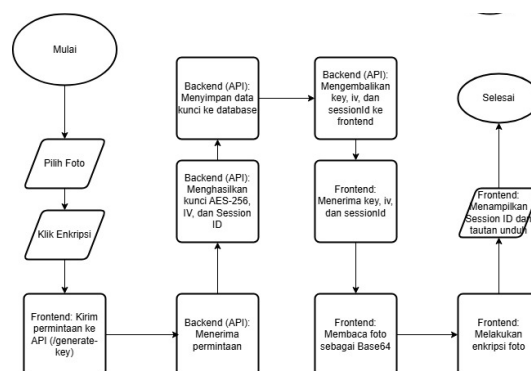 Mulai
Pilih Foto
Klik Enkripsi
Frontend: Kirim
permintaan ke
API (/generate-
key)
Backend (API):
Menerima
permintaan
Backend (API):
Menghasilkan
kunci AES-256,
IV, dan Session
ID
Backend (API):
Menyimpan data
kunci ke database
Backend (API):
Mengembalikan
key, iv, dan
sessionId ke
frontend
Frontend:
Menerima key, iv,
dan sessionId
Frontend:
Membaca foto
sebagai Base64
Frontend:
Melakukan
enkripsi foto
Frontend:
Menampilkan
Session ID dan
tautan unduh
Selesai